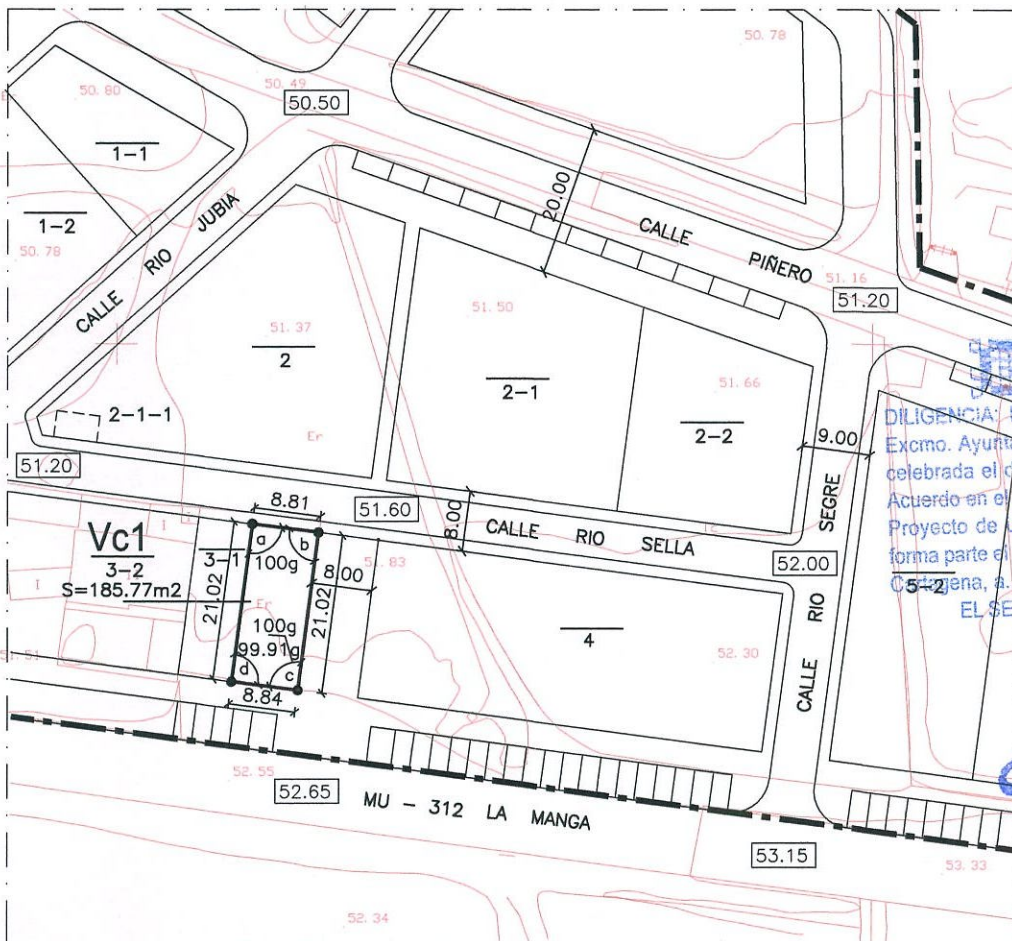 50. 78
50. 80
50. 49
50.50
1-1
1-2
50. 78
CALLE RIO JUBIA
20.00
CALLE PIÑERO
51. 16
51.20
51. 37
2
51. 50
2-1
51. 66
2-2
2-1-1
Er
51.20
9.00
DILIGENCIA:
Excmo.
celebrada el
Acuerdo en el
Proyecto de
forma parte
Cartagena, a
8.81
51.60
8.00
CALLE RIO SELLA
CALLE RIO SEGRE
52.00
5-2
Vc1
3-2
S=185.77m2
I
I
3-1
a
b
100g
8.00
51. 83
Er
21.02
21.02
100g
99.91g
d
c
8.84
4
52. 30
51. 51
52. 55
52.65
MU - 312 LA MANGA
53.15
53. 33
52. 34